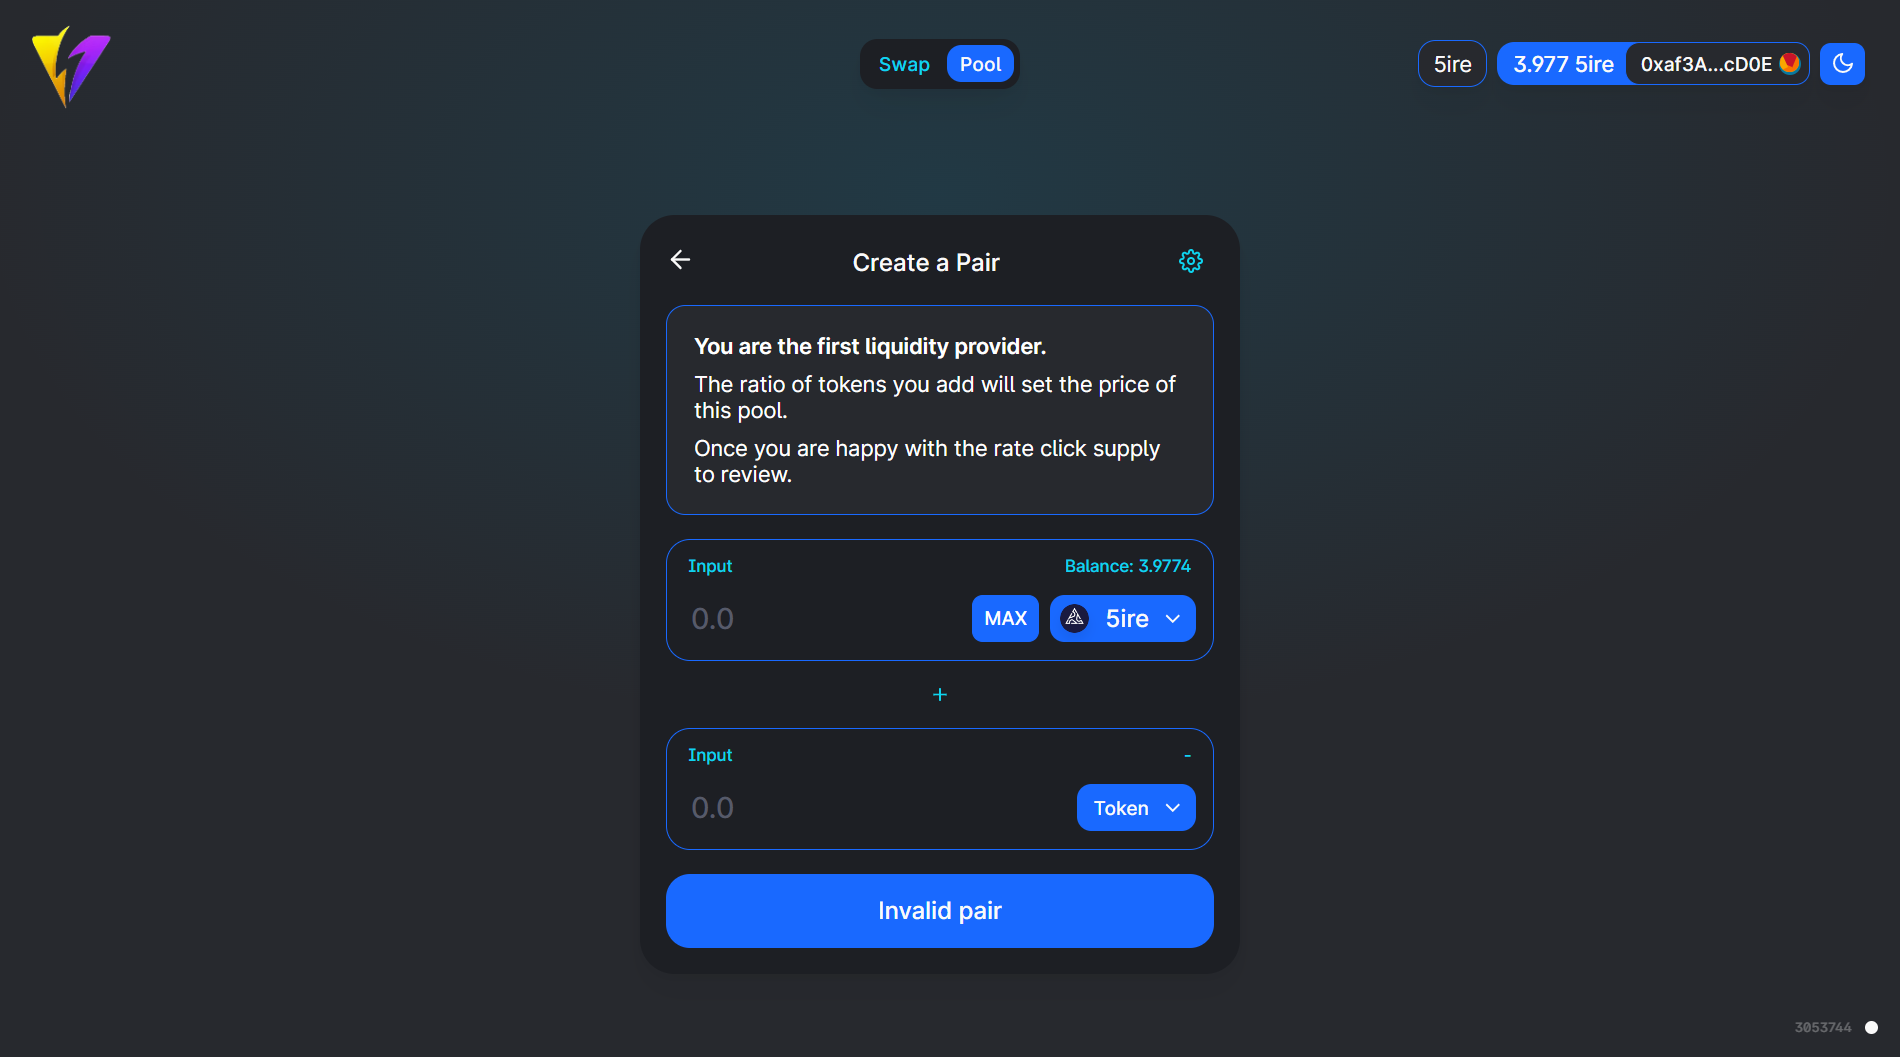 Swap
Pool
5ire
3.977 5ire
0xaf3A...cD0E
Create a Pair
You are the first liquidity provider.
The ratio of tokens you add will set the price of
this pool.
Once you are happy with the rate click supply
to review.
Input
Balance: 3.9774
0.0
MAX
5ire
+
Input
-
0.0
Token
Invalid pair
3053744